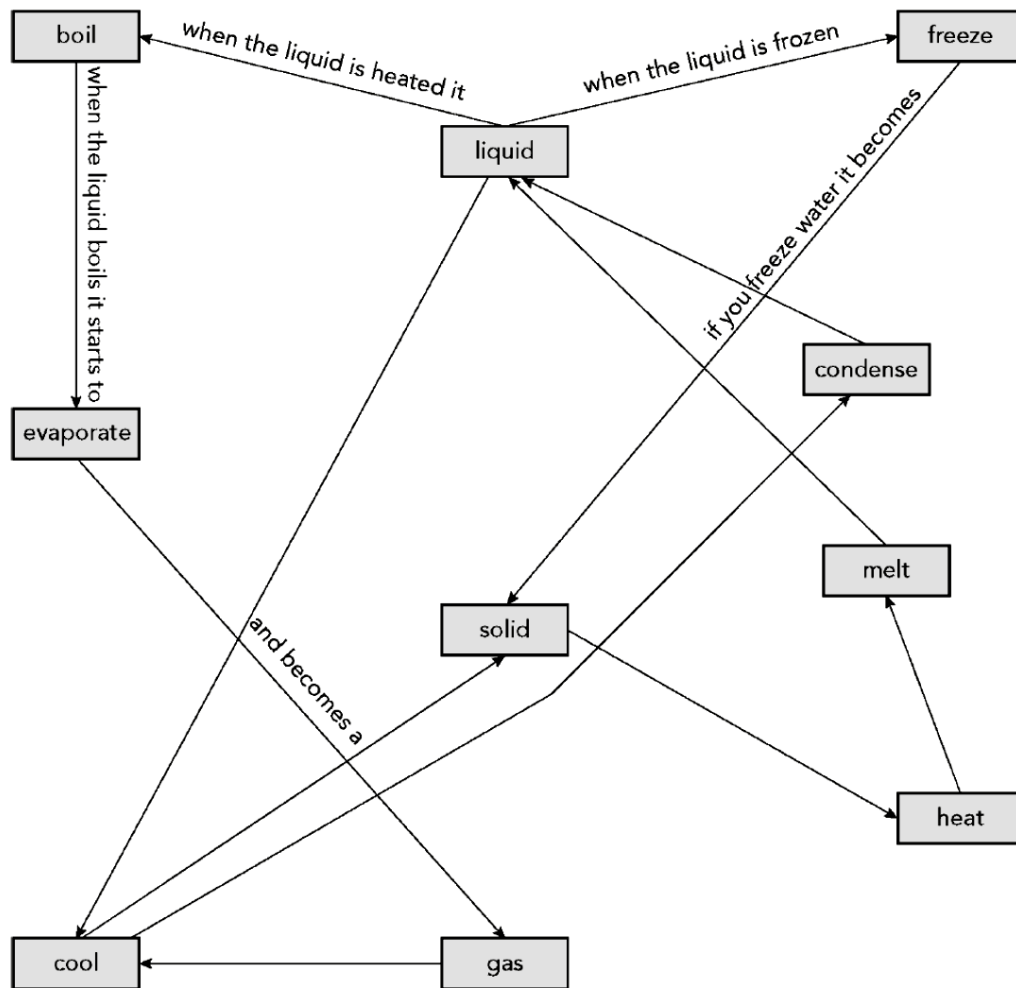 boil
when the liquid is heated it
when the liquid is frozen
freeze
liquid
when the liquid boils it starts to
if you freeze water it becomes
condense
evaporate
melt
solid
and becomes a
heat
cool
gas